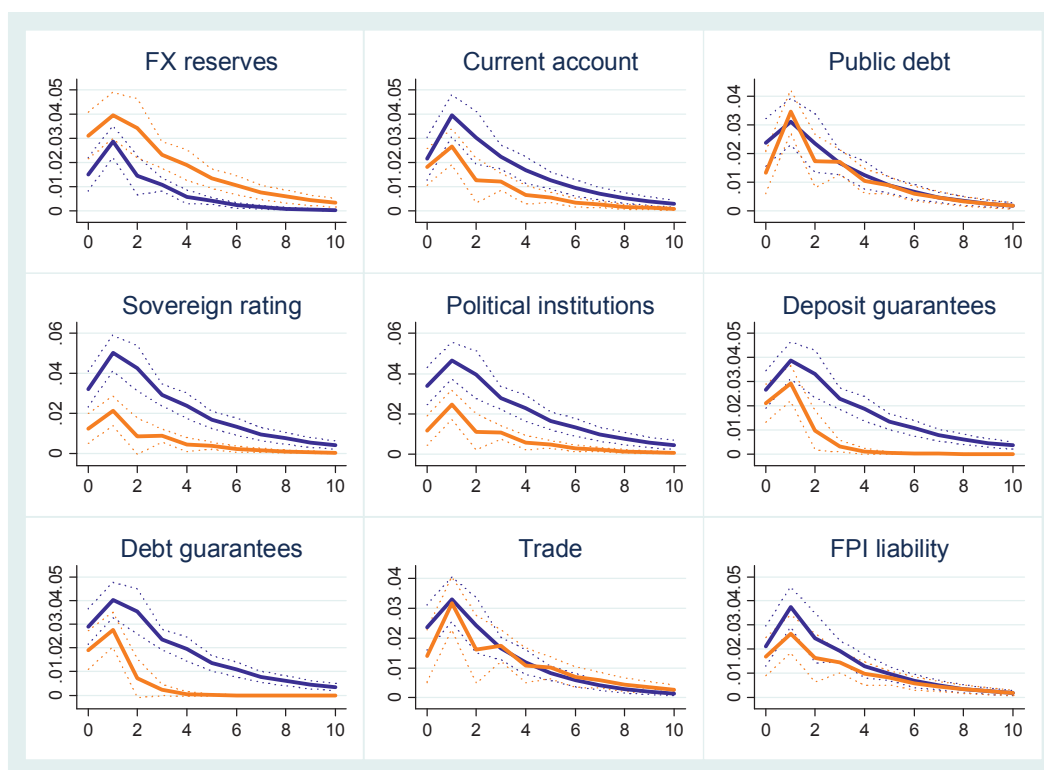 FX reserves
0 .01 .02 .03 .04 .05
0 2 4 6 8 10
Current account
0 .01 .02 .03 .04 .05
0 2 4 6 8 10
Public debt
0 .01 .02 .03 .04
0 2 4 6 8 10
Sovereign rating
0 .02 .04 .06
0 2 4 6 8 10
Political institutions
0 .02 .04 .06
0 2 4 6 8 10
Deposit guarantees
0 .01 .02 .03 .04 .05
0 2 4 6 8 10
Debt guarantees
0 .01 .02 .03 .04 .05
0 2 4 6 8 10
Trade
0 .01 .02 .03 .04
0 2 4 6 8 10
FPI liability
0 .01 .02 .03 .04 .05
0 2 4 6 8 10